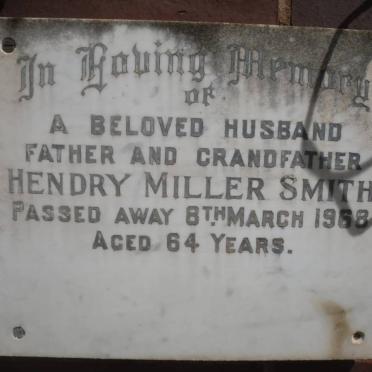 In Loving Memory
of
A BELOVED HUSBAND
FATHER AND GRANDFATHER
HENDRY MILLER SMITH
PASSED AWAY 8TH MARCH 1968
AGED 64 YEARS.